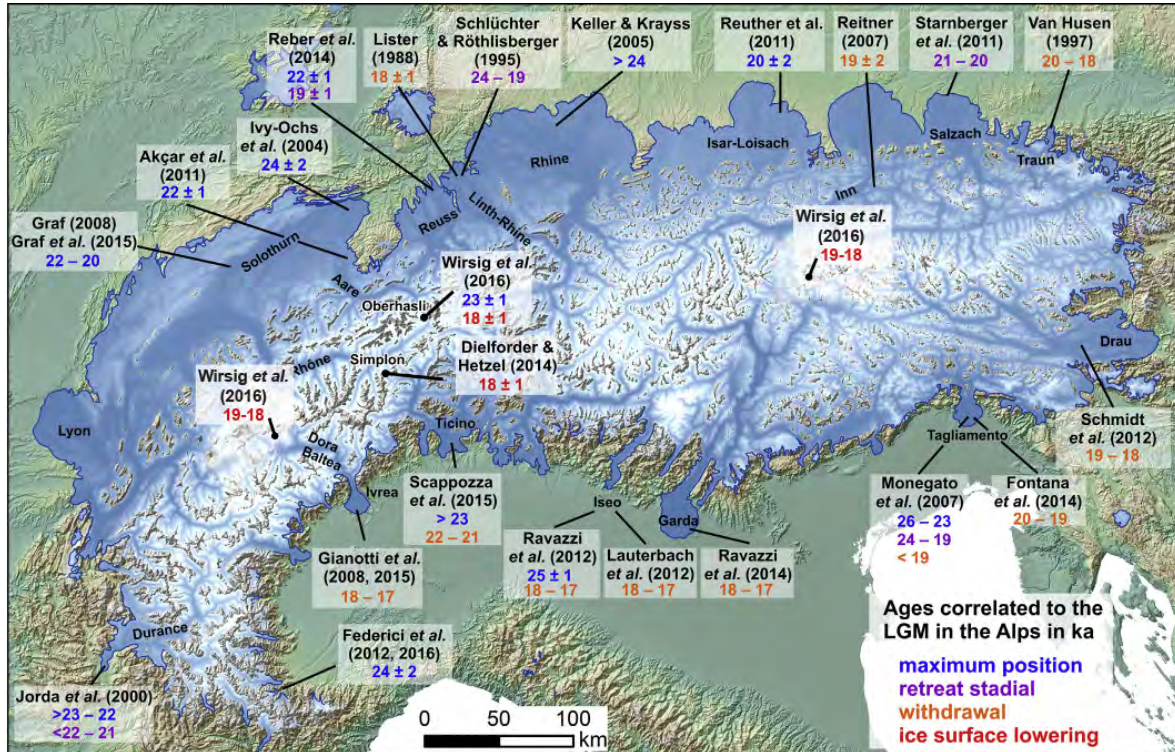 Reber et al.
(2014)
22 ± 1
19 ± 1
Lister
(1988)
18 ± 1
Schlüchter
& Röthlisberger
(1995)
24 – 19
Keller & Krayss
(2005)
> 24
Reuther et al.
(2011)
20 ± 2
Reitner
(2007)
19 ± 2
Starnberger
et al. (2011)
21 – 20
Van Husen
(1997)
20 – 18
Ivy-Ochs
et al. (2004)
24 ± 2
Akçar et al.
(2011)
22 ± 1
Graf (2008)
Graf et al. (2015)
22 – 20
Solothurn
Aare
Reuss
Linth-Rhine
Rhine
Isar-Loisach
Inn
Salzach
Traun
Wirsig et al.
(2016)
19-18
Wirsig et al.
(2016)
23 ± 1
18 ± 1
Oberhasli
Simplon
Dielforder &
Hetzel (2014)
18 ± 1
Rhône
Wirsig et al.
(2016)
19-18
Lyon
Dora
Baltea
Ticino
Ivrea
Drau
Schmidt
et al. (2012)
19 – 18
Tagliamento
Monegato
et al. (2007)
26 – 23
24 – 19
< 19
Fontana
et al. (2014)
20 – 19
Scappozza
et al. (2015)
> 23
22 – 21
Iseo
Garda
Gianotti et al.
(2008, 2015)
18 – 17
Ravazzi
et al. (2012)
25 ± 1
18 – 17
Lauterbach
et al. (2012)
18 – 17
Ravazzi
et al. (2014)
18 – 17
Durance
Federici et al.
(2012, 2016)
24 ± 2
Jorda et al. (2000)
>23 – 22
<22 – 21
0 50 100
km
Ages correlated to the
LGM in the Alps in ka
maximum position
retreat stadial
withdrawal
ice surface lowering